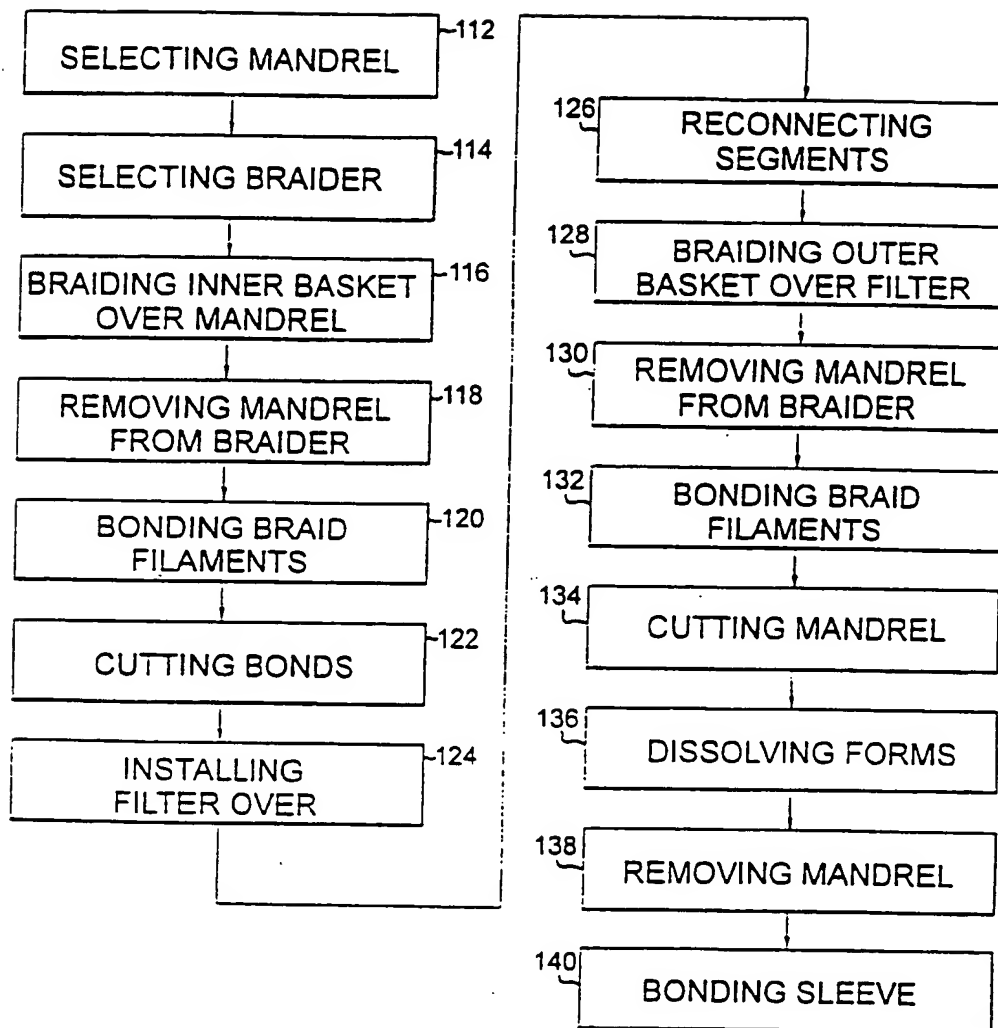 SELECTING MANDREL
112
SELECTING BRAIDER
114
BRAIDING INNER BASKET
OVER MANDREL
116
REMOVING MANDREL
FROM BRAIDER
118
BONDING BRAID
FILAMENTS
120
CUTTING BONDS
122
INSTALLING
FILTER OVER
124
126
RECONNECTING
SEGMENTS
128
BRAIDING OUTER
BASKET OVER FILTER
130
REMOVING MANDREL
FROM BRAIDER
132
BONDING BRAID
FILAMENTS
134
CUTTING MANDREL
136
DISSOLVING FORMS
138
REMOVING MANDREL
140
BONDING SLEEVE